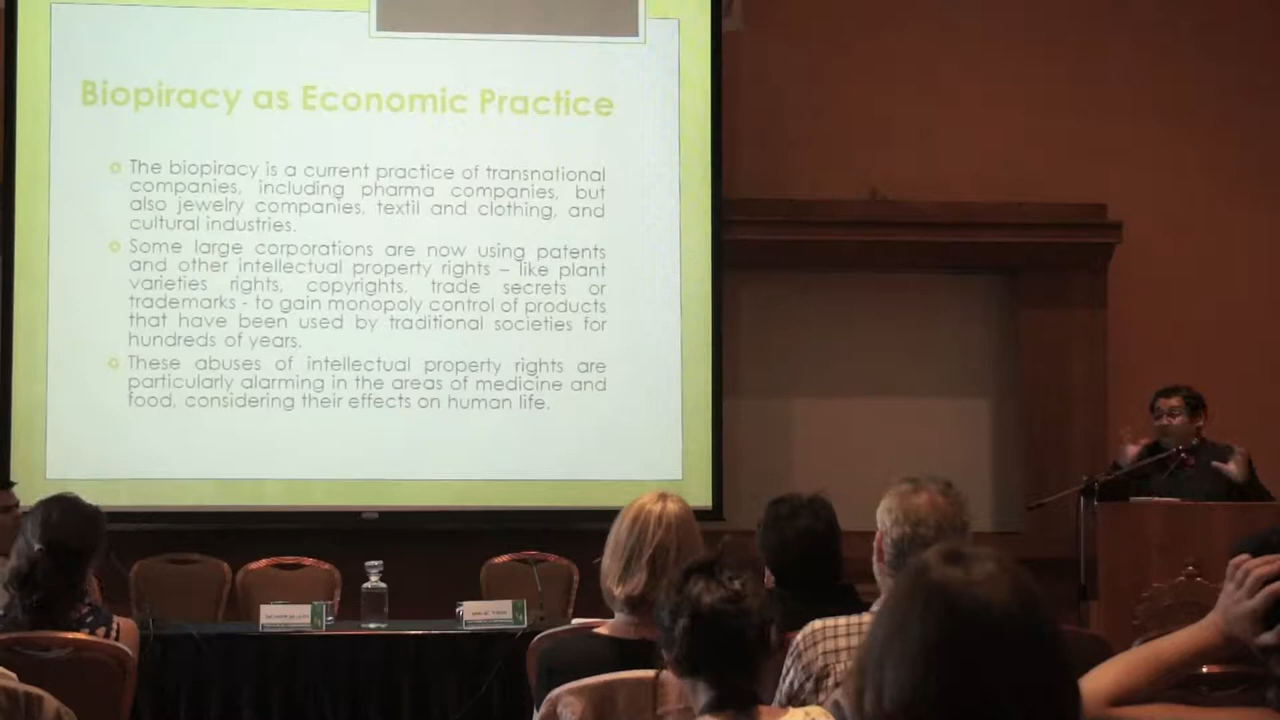 Biopiracy as Economic Practice
The biopiracy is a current practice of transnational
companies, including pharma companies, but
also jewelry companies, textil and clothing, and
cultural industries.
Some large corporations are now using patents
and other intellectual property rights – like plant
varieties rights, copyrights, trade secrets or
trademarks - to gain monopoly control of products
that have been used by traditional societies for
hundreds of years.
These abuses of intellectual property rights are
particularly alarming in the areas of medicine and
food, considering their effects on human life.